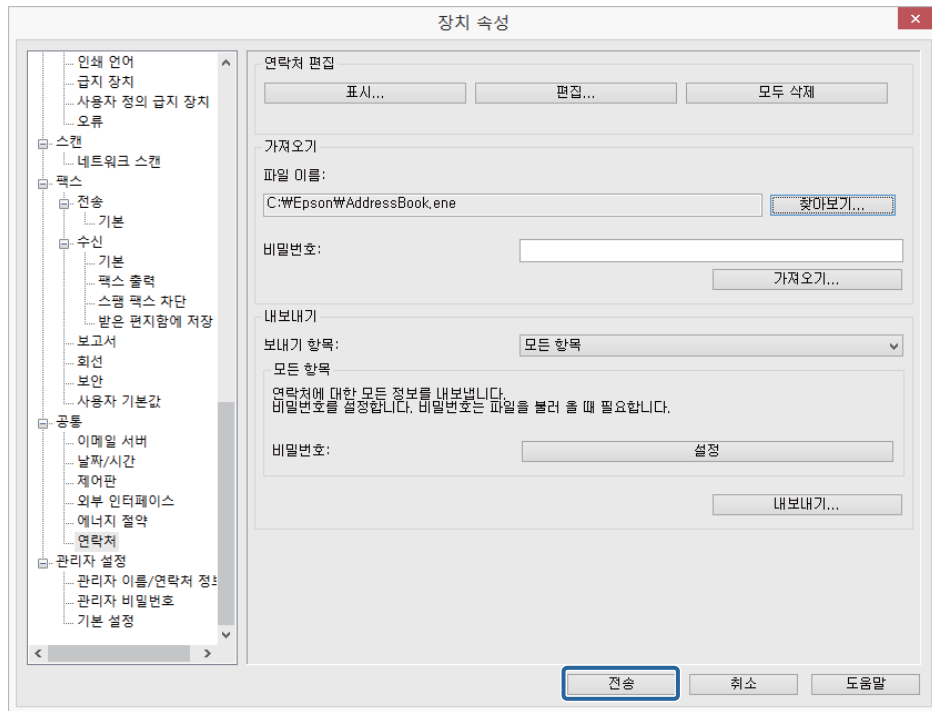 장치 속성
인쇄 언어
급지 장치
사용자 정의 급지 장치
오류
스캔
네트워크 스캔
팩스
전송
기본
수신
기본
팩스 출력
스팸 팩스 차단
받은 편지함에 저장
보고서
회선
보안
사용자 기본값
공통
이메일 서버
날짜/시간
제어판
외부 인터페이스
에너지 절약
연락처
관리자 설정
관리자 이름/연락처 정보
관리자 비밀번호
기본 설정
연락처 편집
표시... 편집... 모두 삭제
가져오기
파일 이름:
C:₩Epson₩AddressBook.ene 찾아보기...
비밀번호:
가져오기...
내보내기
보내기 항목: 모든 항목
모든 항목
연락처에 대한 모든 정보를 내보냅니다.
비밀번호를 설정합니다. 비밀번호는 파일을 불러 올 때 필요합니다.
비밀번호: 설정
내보내기...
전송 취소 도움말